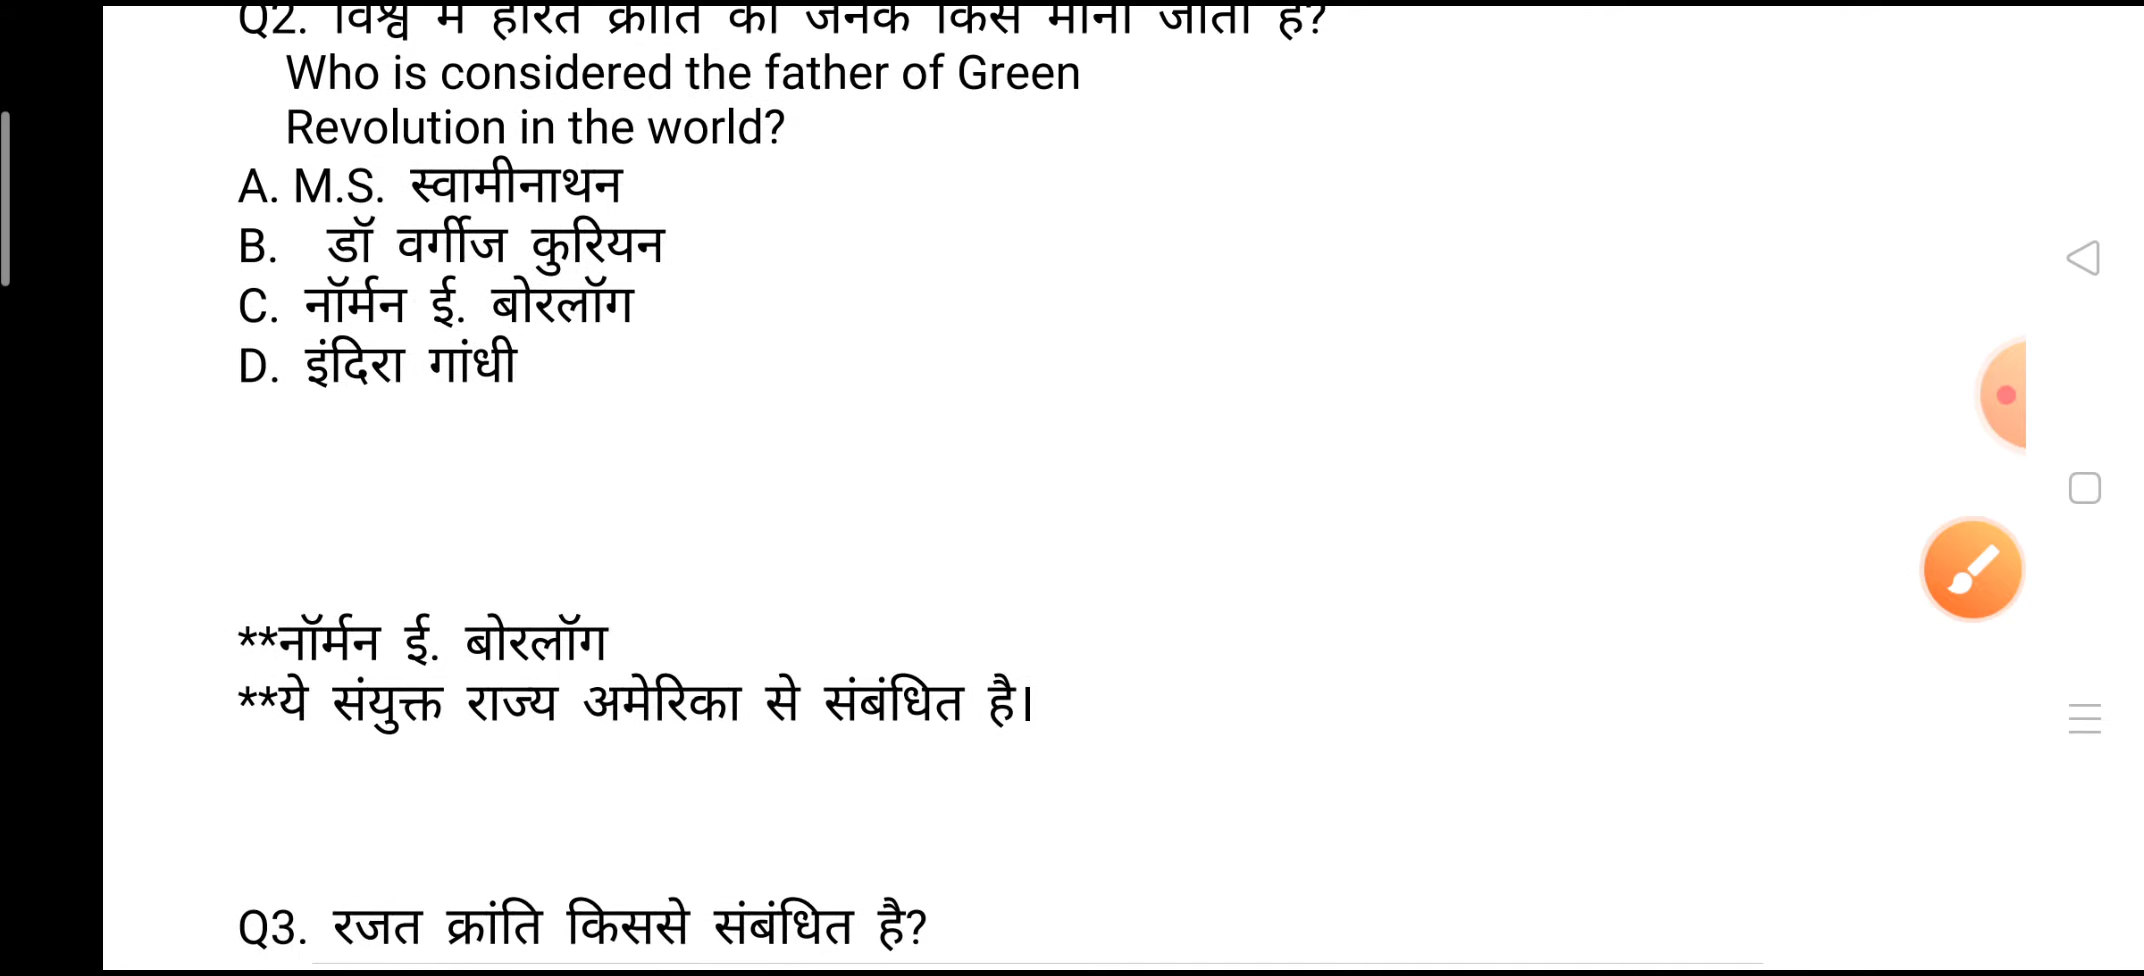 Q2. विश्व में हरित क्रांति का जनक किसे माना जाता है?
Who is considered the father of Green
Revolution in the world?
A. M.S. स्वामीनाथन
B. डॉ वर्गीज कुरियन
C. नॉर्मन ई. बोरलॉग
D. इंदिरा गांधी
**नॉर्मन ई. बोरलॉग
**ये संयुक्त राज्य अमेरिका से संबंधित है।
Q3. रजत क्रांति किससे संबंधित है?